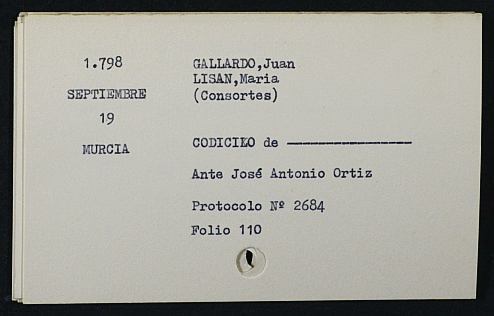 1.798
SEPTIEMBRE
19
MURCIA
GALLARDO,Juan
LISAN,Maria
(Consortes)
CODICILO de ----------------
Ante José Antonio Ortiz
Protocolo Nº 2684
Folio 110